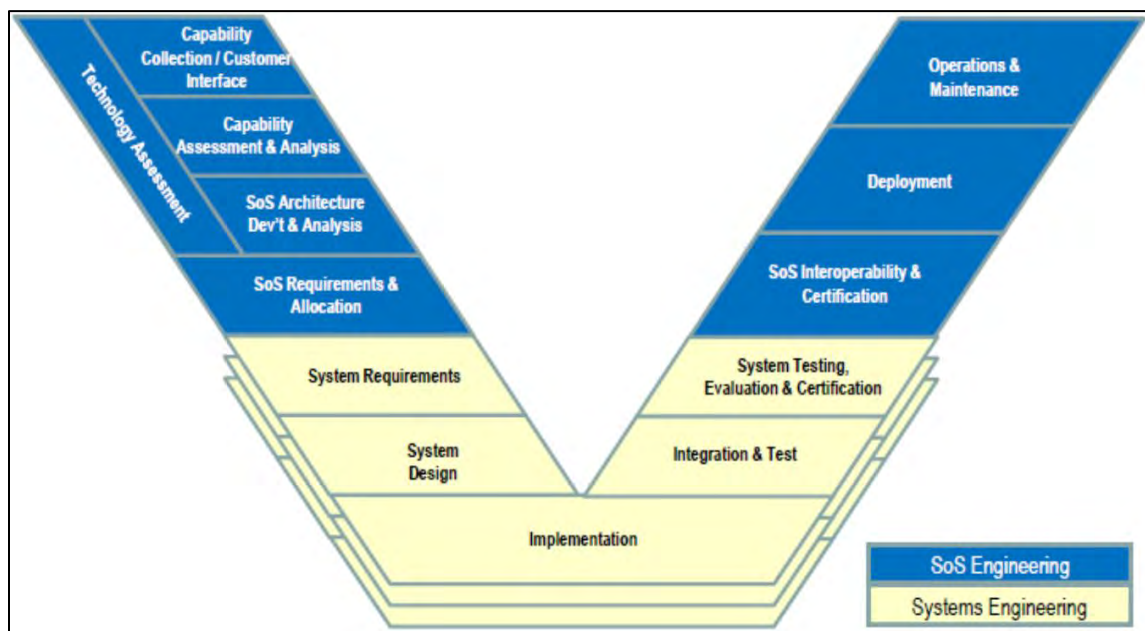 Capability
Collection / Customer
Interface
Technology Assessment
Capability
Assessment & Analysis
SoS Architecture
Dev't & Analysis
SoS Requirements &
Allocation
System Requirements
System
Design
Implementation
Integration & Test
System Testing,
Evaluation & Certification
SoS Interoperability &
Certification
Deployment
Operations &
Maintenance
SoS Engineering
Systems Engineering